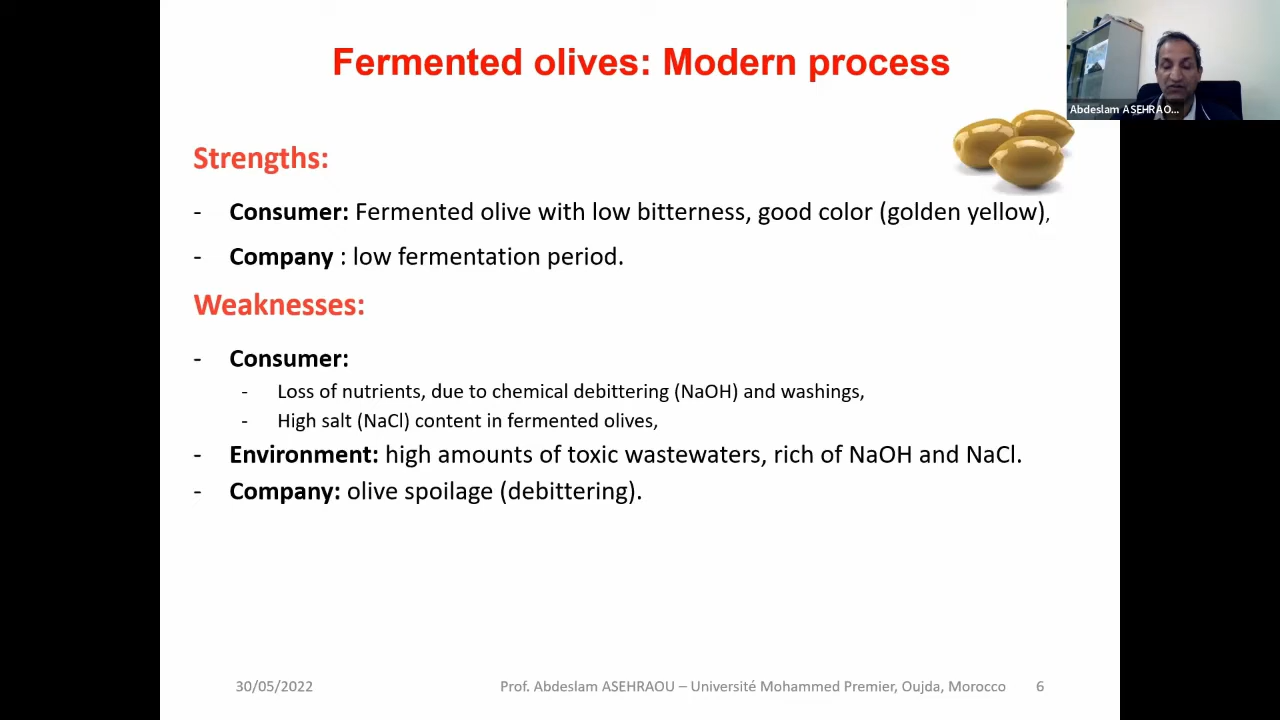 Fermented olives: Modern process
Abdeslam ASEHRAO...
Strengths:
- Consumer: Fermented olive with low bitterness, good color (golden yellow),
- Company : low fermentation period.
Weaknesses:
- Consumer:
- Loss of nutrients, due to chemical debittering (NaOH) and washings,
- High salt (NaCl) content in fermented olives,
- Environment: high amounts of toxic wastewaters, rich of NaOH and NaCl.
- Company: olive spoilage (debittering).
30/05/2022 Prof. Abdeslam ASEHRAOU – Université Mohammed Premier, Oujda, Morocco 6